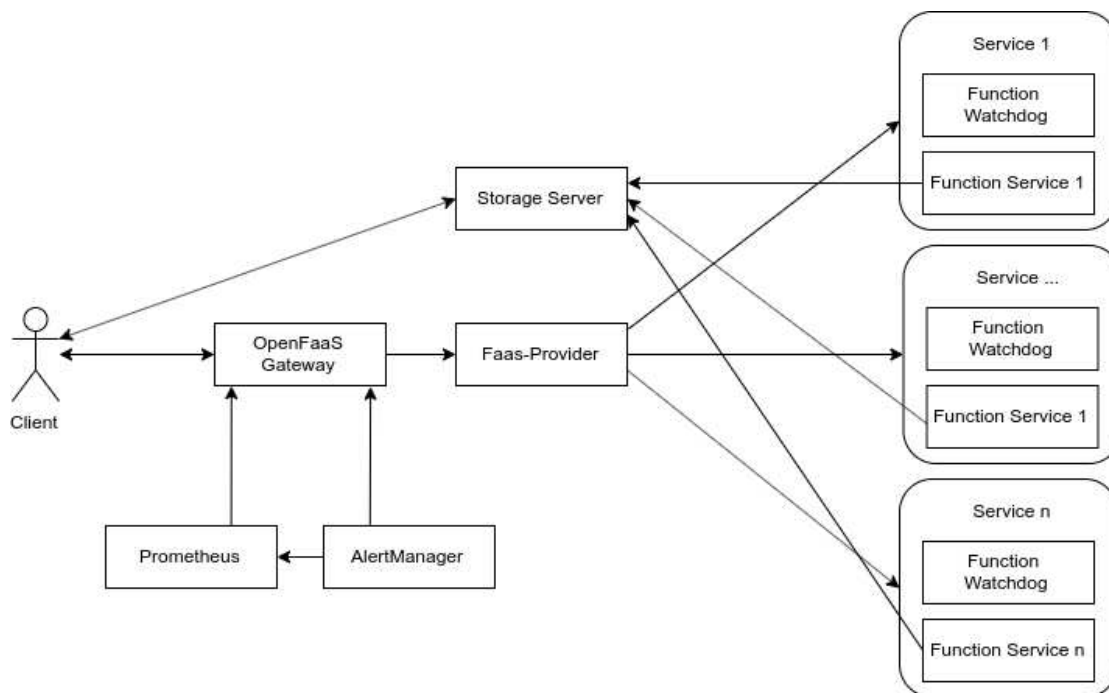 Service 1
Function
Watchdog
Function Service 1
Storage Server
Service ...
Function
Watchdog
Function Service 1
OpenFaaS
Gateway
Faas-Provider
Client
Service n
Function
Watchdog
Function Service n
Prometheus
AlertManager